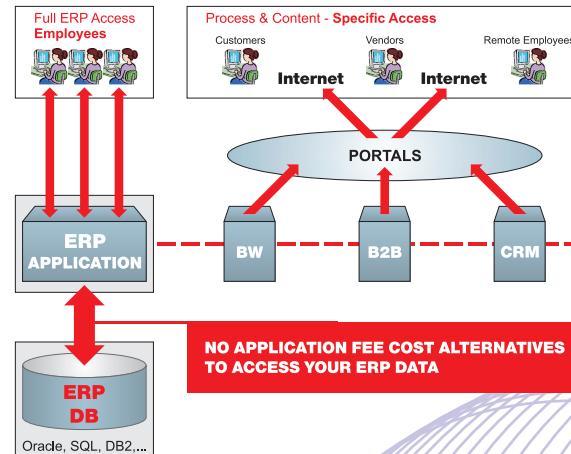 Full ERP Access
Employees
Process & Content - Specific Access
Customers
Vendors
Remote Employees
Internet
Internet
PORTALS
ERP
APPLICATION
BW
B2B
CRM
NO APPLICATION FEE COST ALTERNATIVES
TO ACCESS YOUR ERP DATA
ERP
DB
Oracle, SQL, DB2,...